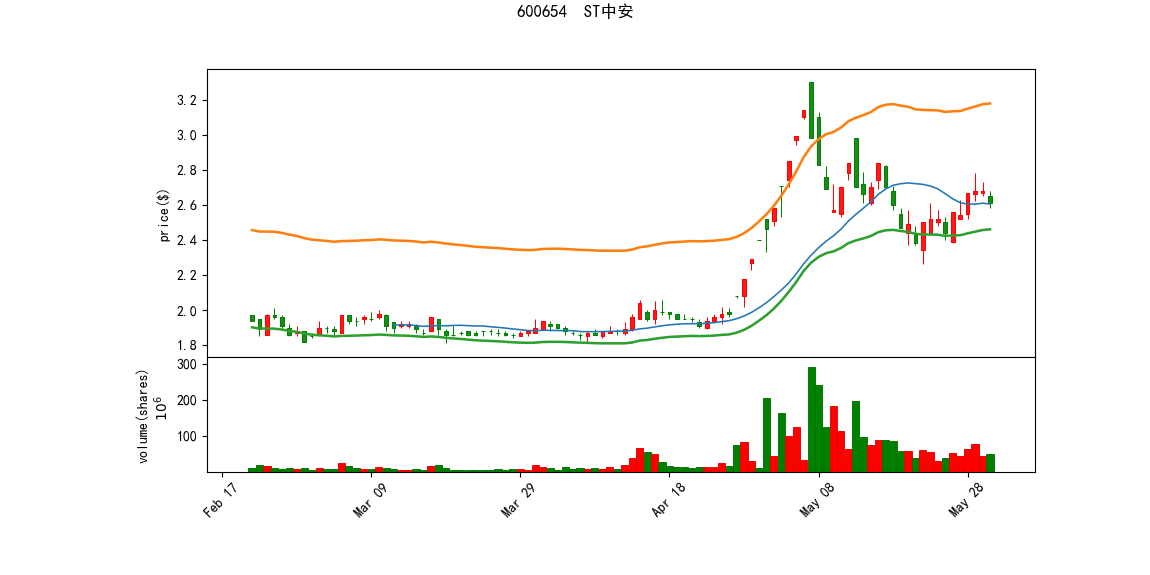 600654  ST中安
price($)
3.2
3.0
2.8
2.6
2.4
2.2
2.0
1.8
volume(shares)
10^6
300
200
100
Feb 17
Mar 09
Mar 29
Apr 18
May 08
May 28